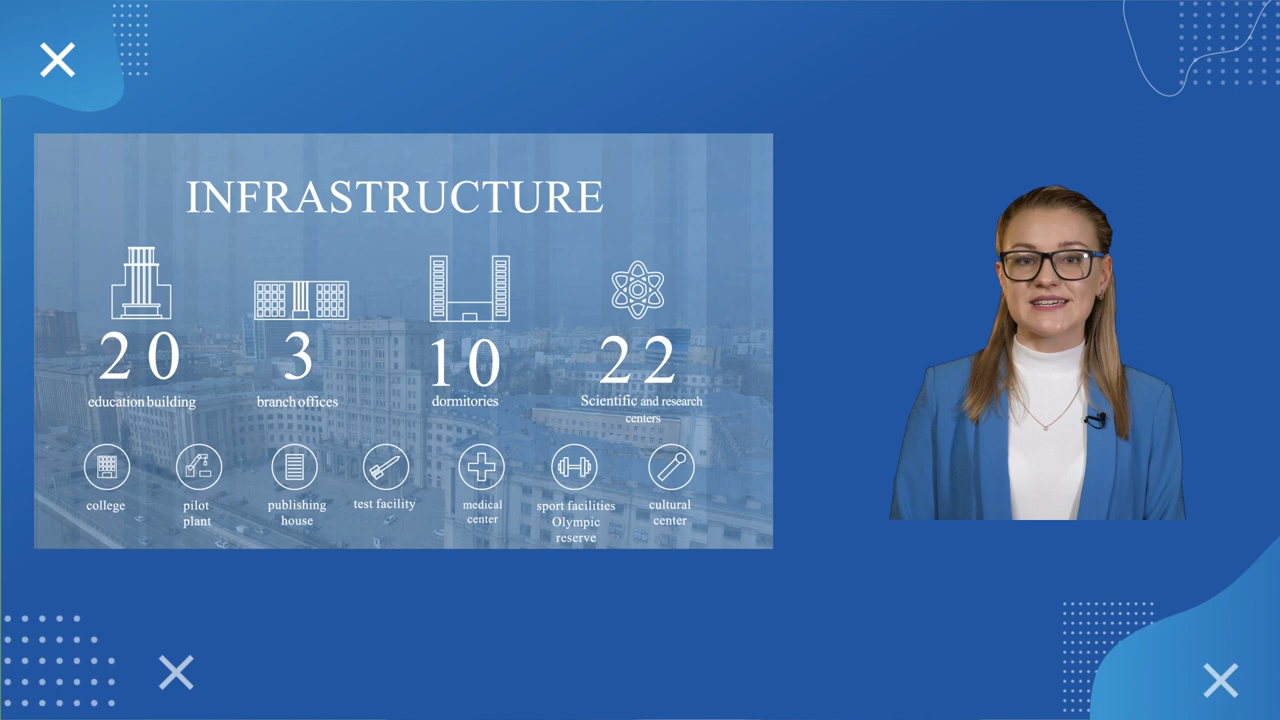 INFRASTRUCTURE
20
education building
3
branch offices
10
dormitories
22
Scientific and research
centers
college
pilot
plant
publishing
house
test facility
medical
center
sport facilities
Olympic
reserve
cultural
center